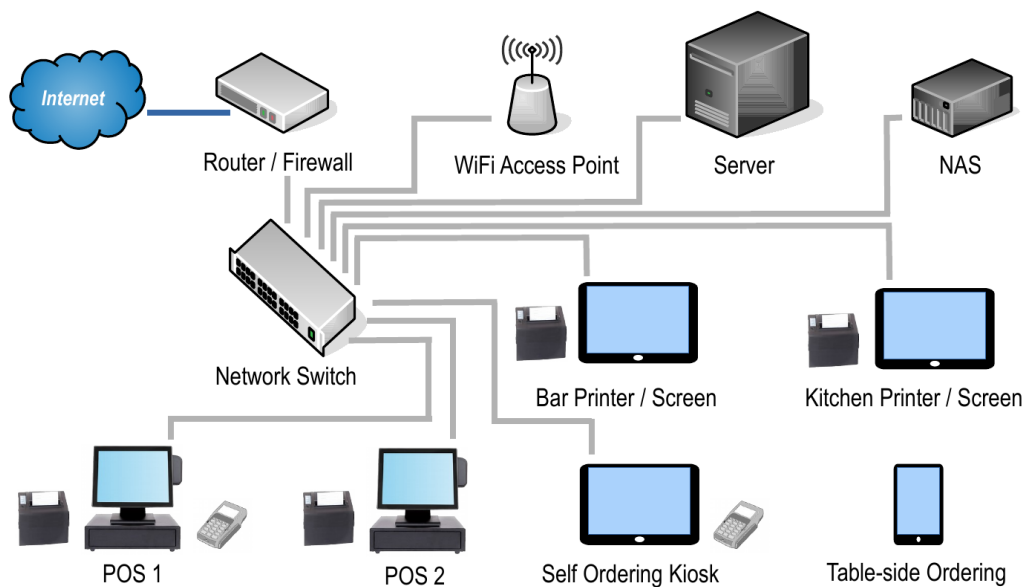 Internet
Router / Firewall
WiFi Access Point
Server
NAS
Network Switch
Bar Printer / Screen
Kitchen Printer / Screen
POS 1
POS 2
Self Ordering Kiosk
Table-side Ordering